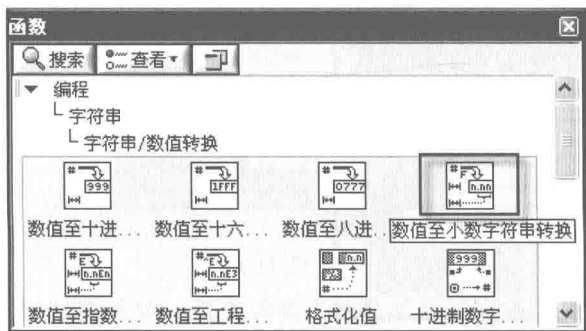 函数
搜索 查看
编程
字符串
字符串/数值转换
# 999 # 1FFF # 0777 # F n.nn
数值至十进... 数值至十六... 数值至八进... 数值至小数字符串转换
# E n.nEn # E n.nE3 999
数值至指数... 数值至工程... 格式化值 十进制数字...